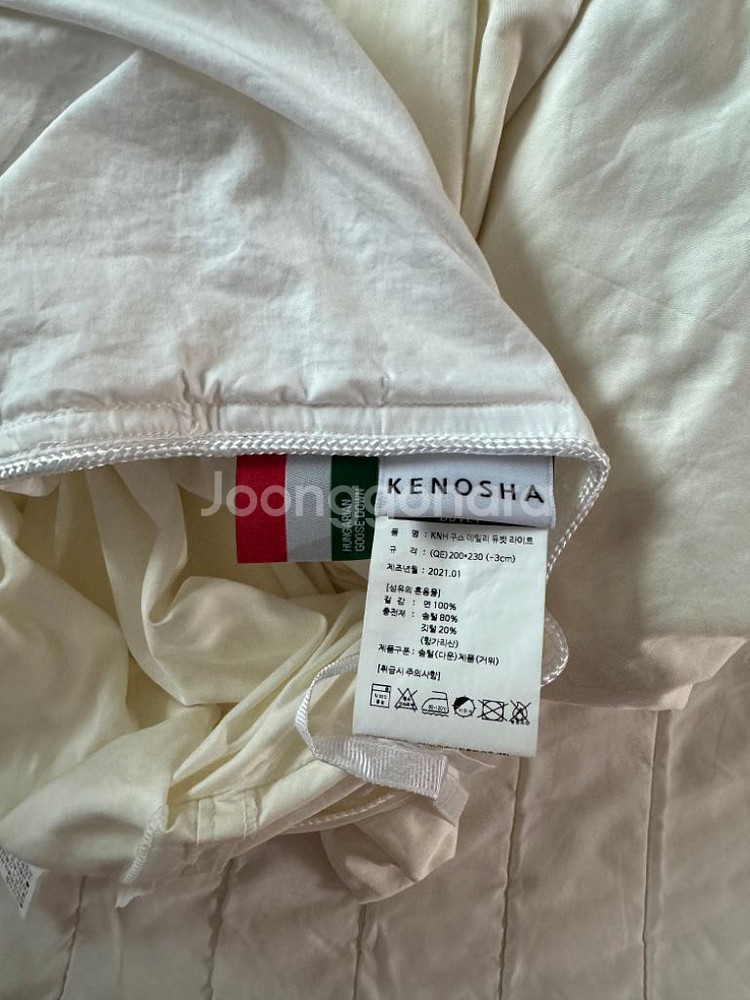 Joonggonara
HUNGARIAN
GOOSE DOWN
KENOSHA
품 명 : KNH 구스 데일리 듀벳 라이트
규 격 : (QE)200*230 (-3cm)
제조년월 : 2021.01
[섬유의 혼용율]
겉 감 : 면 100%
충전재 : 솜털 80%
깃털 20%
(헝가리산)
제품구분 : 솜털(다운)제품(거위)
[취급시 주의사항]
80~120℃